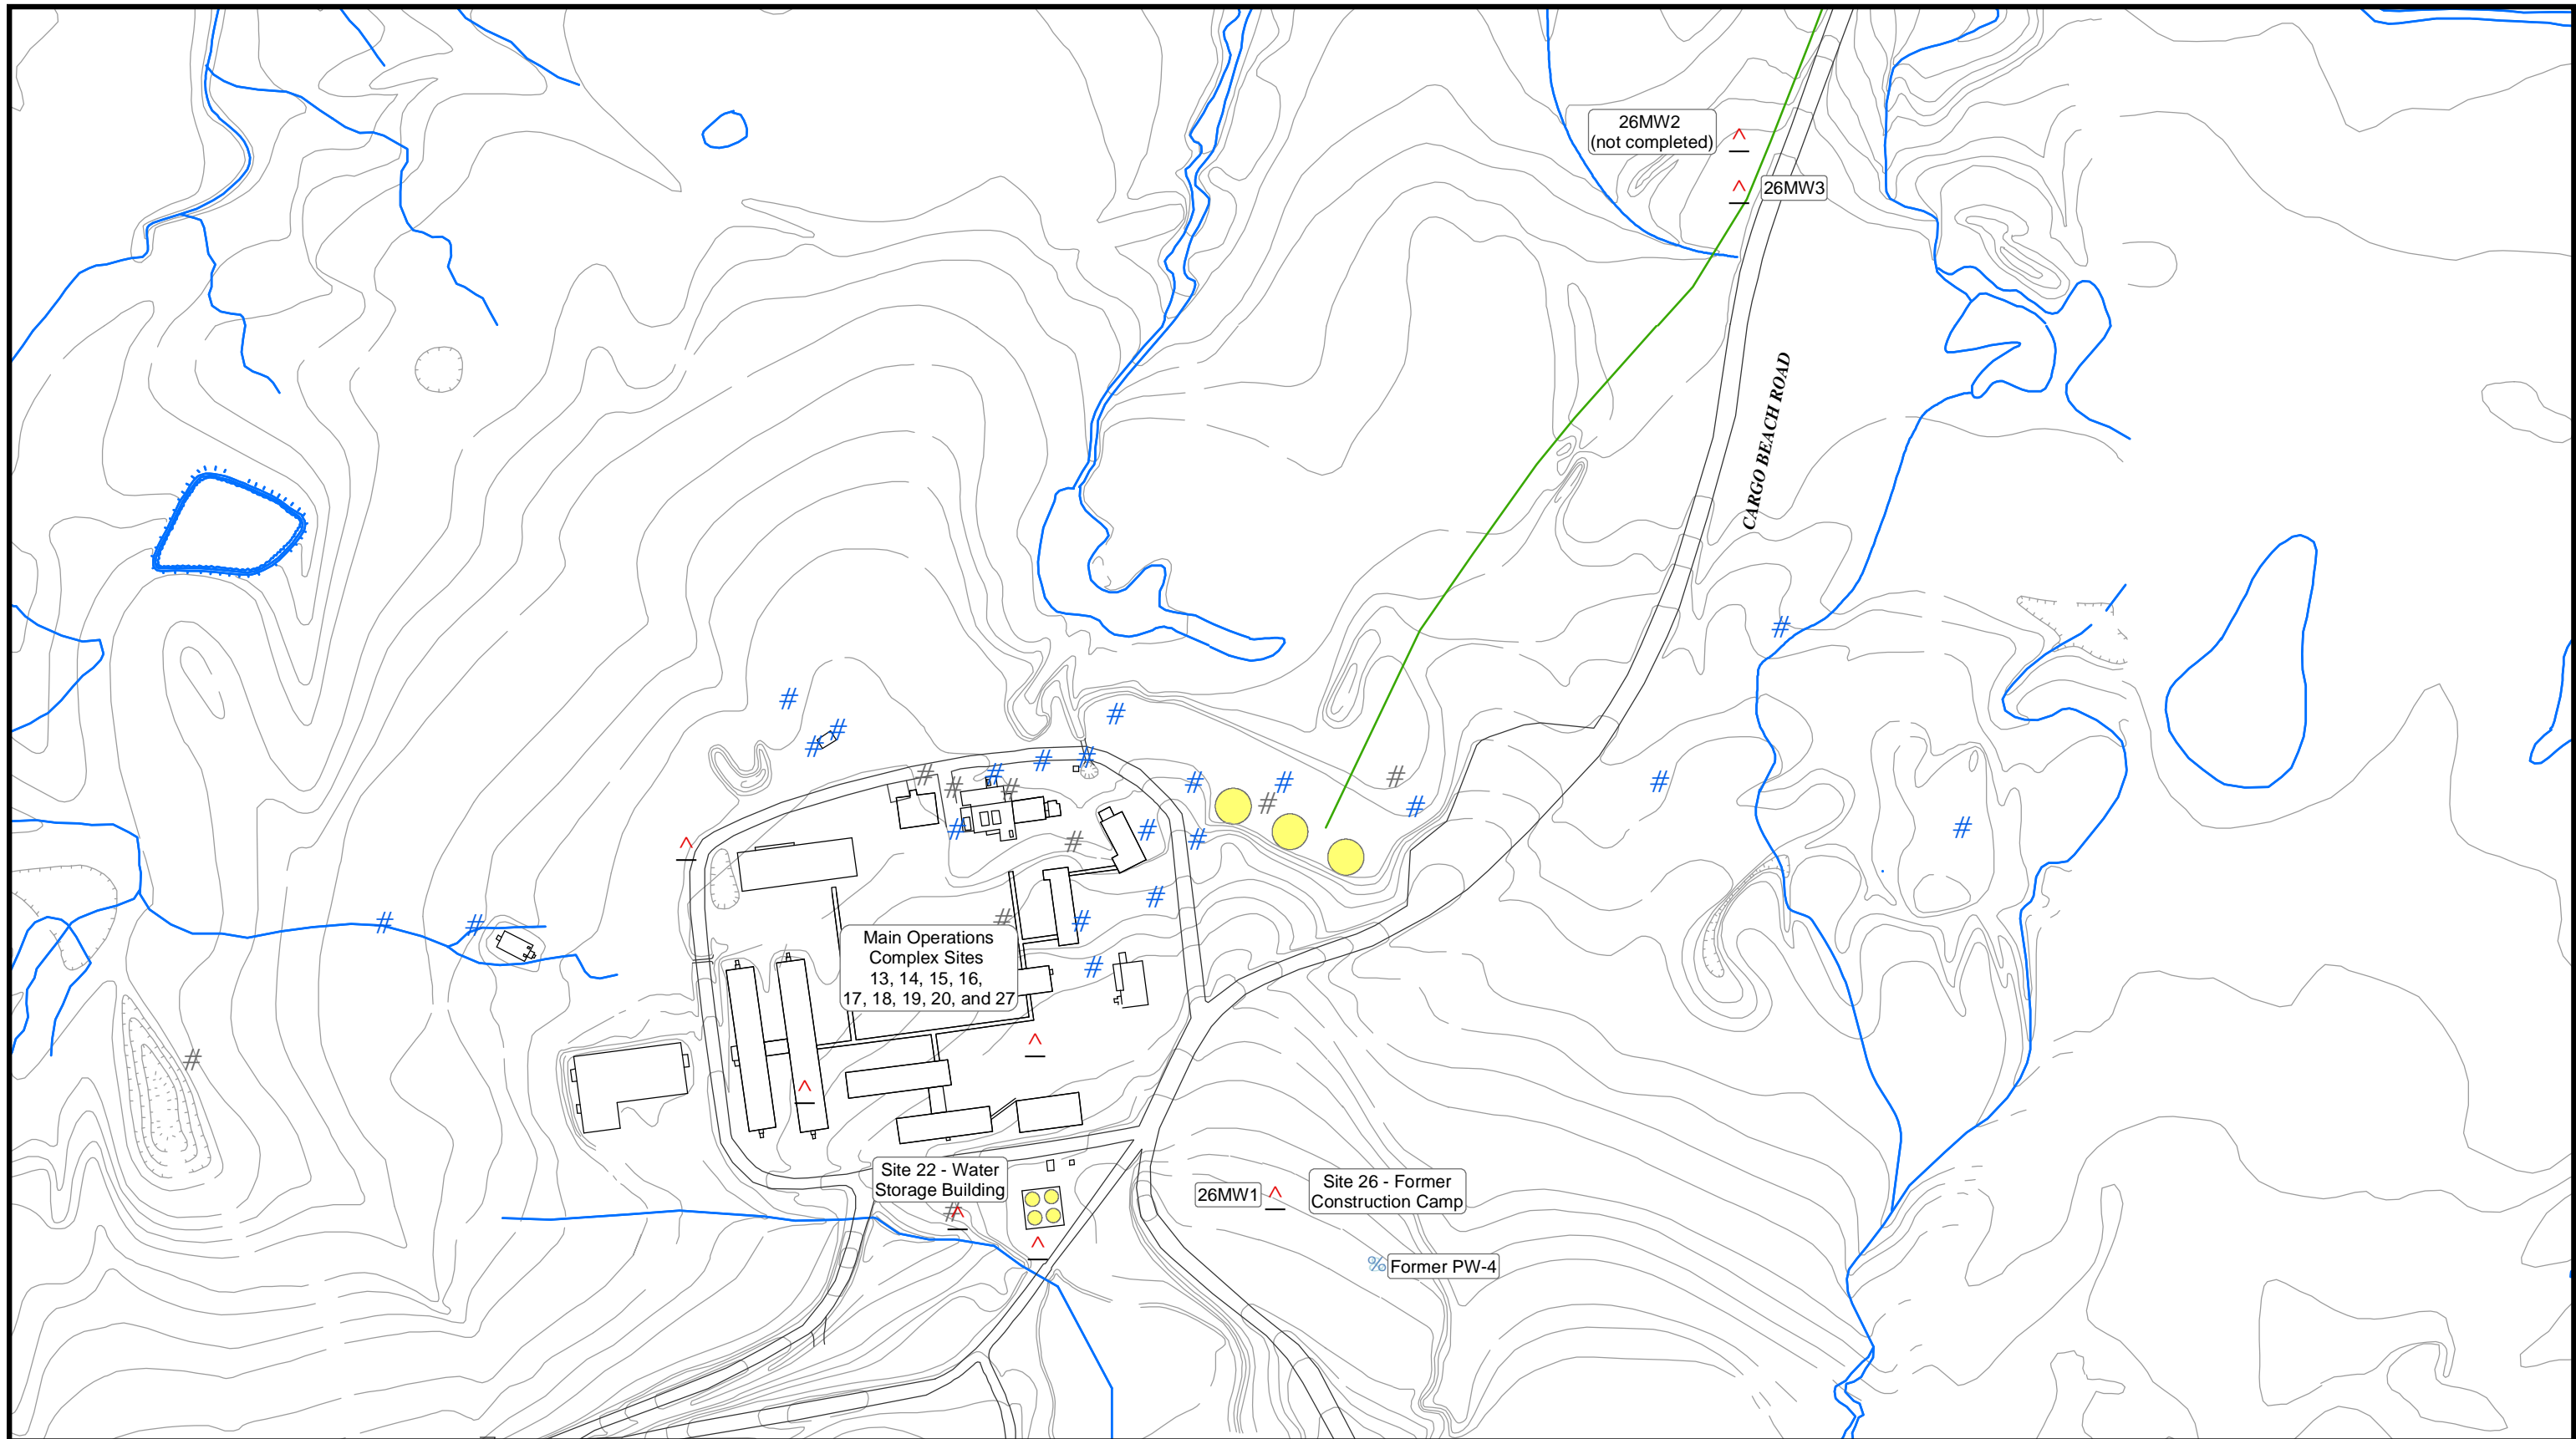 26MW2
(not completed)
26MW3
CARGO BEACH ROAD
Main Operations
Complex Sites
13, 14, 15, 16,
17, 18, 19, 20, and 27
Site 22 - Water
Storage Building
26MW1
Site 26 - Former
Construction Camp
% Former PW-4